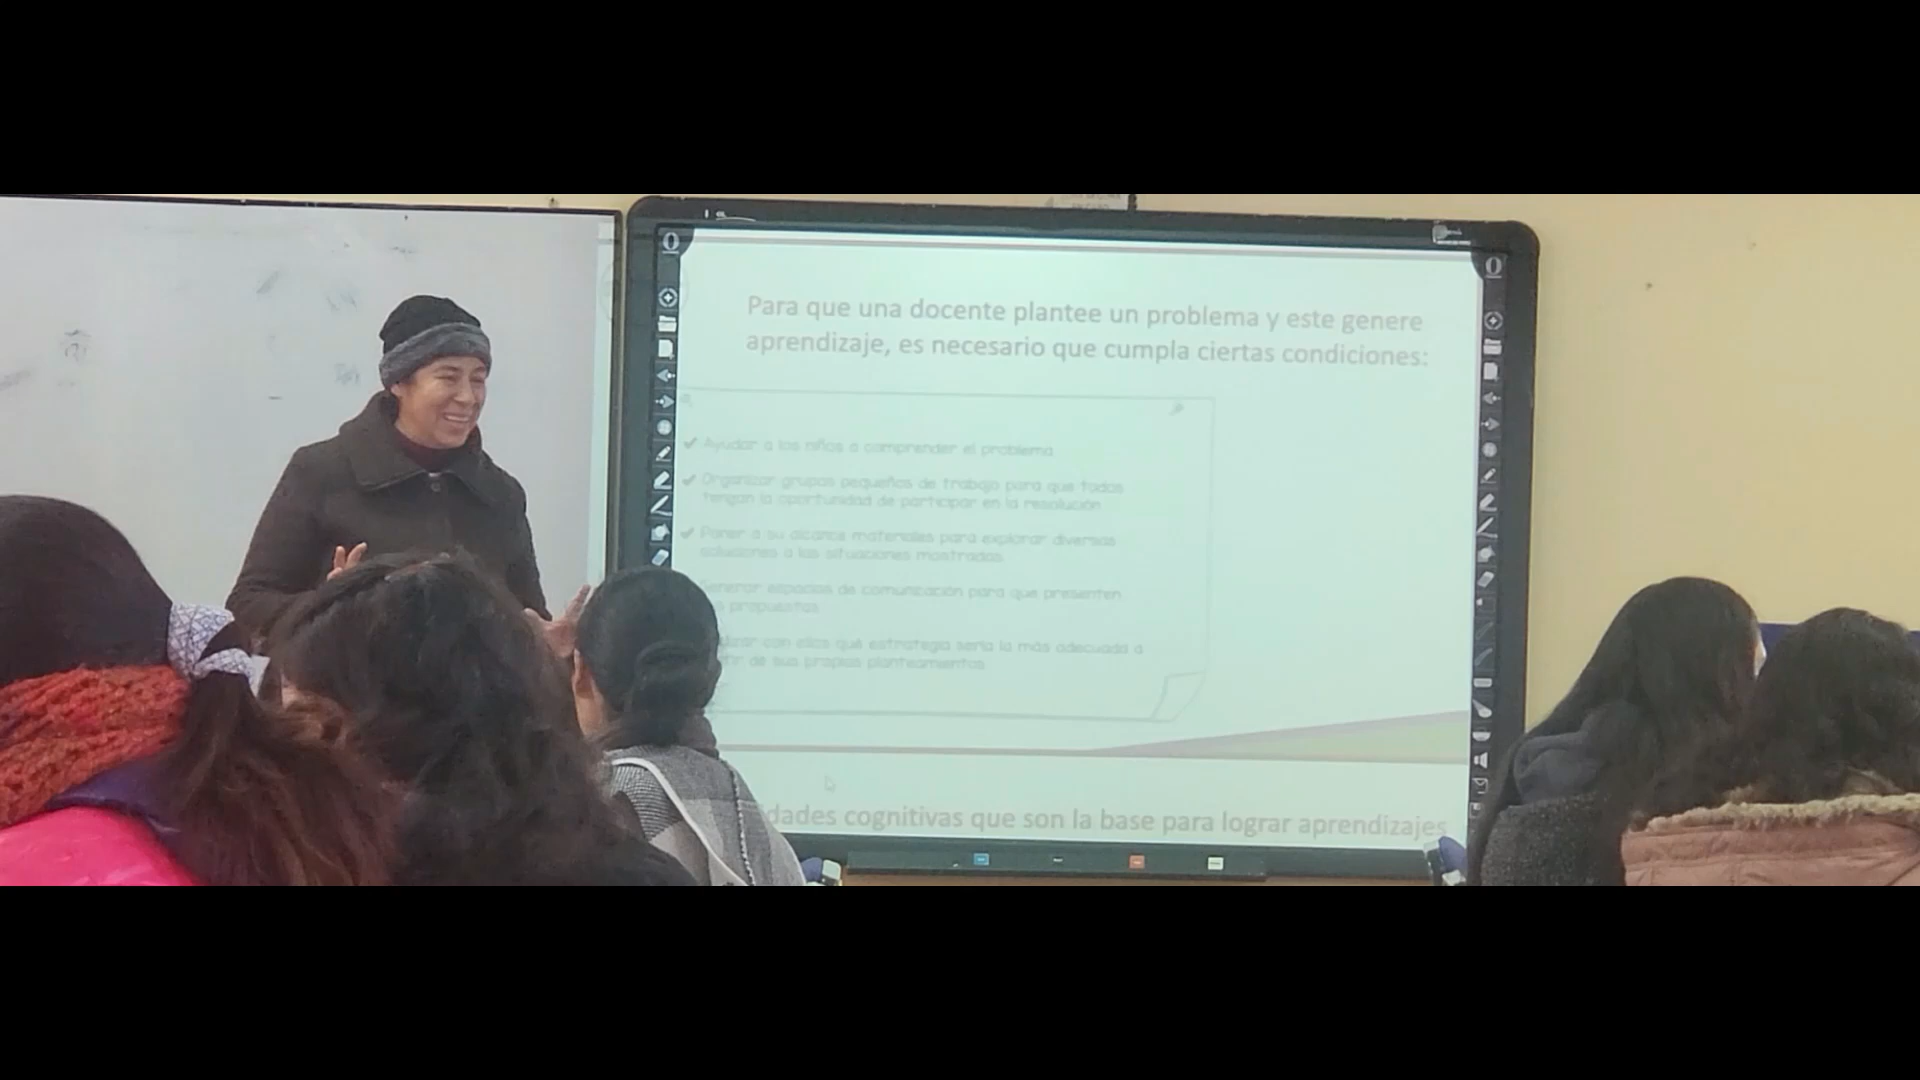 Para que una docente plantee un problema y este genere
aprendizaje, es necesario que cumpla ciertas condiciones:
✔ Ayudar a los niños a comprender el problema
✔ Organizar grupos pequeños de trabajo para que todos
tengan la oportunidad de participar en la resolución
✔ Poner a su alcance materiales para explorar diversas
soluciones a las situaciones mostradas
Generar espacios de comunicación para que presenten
propuestas
con ellos qué estrategia sería la más adecuada a
de sus propios planteamientos
dades cognitivas que son la base para lograr aprendizajes